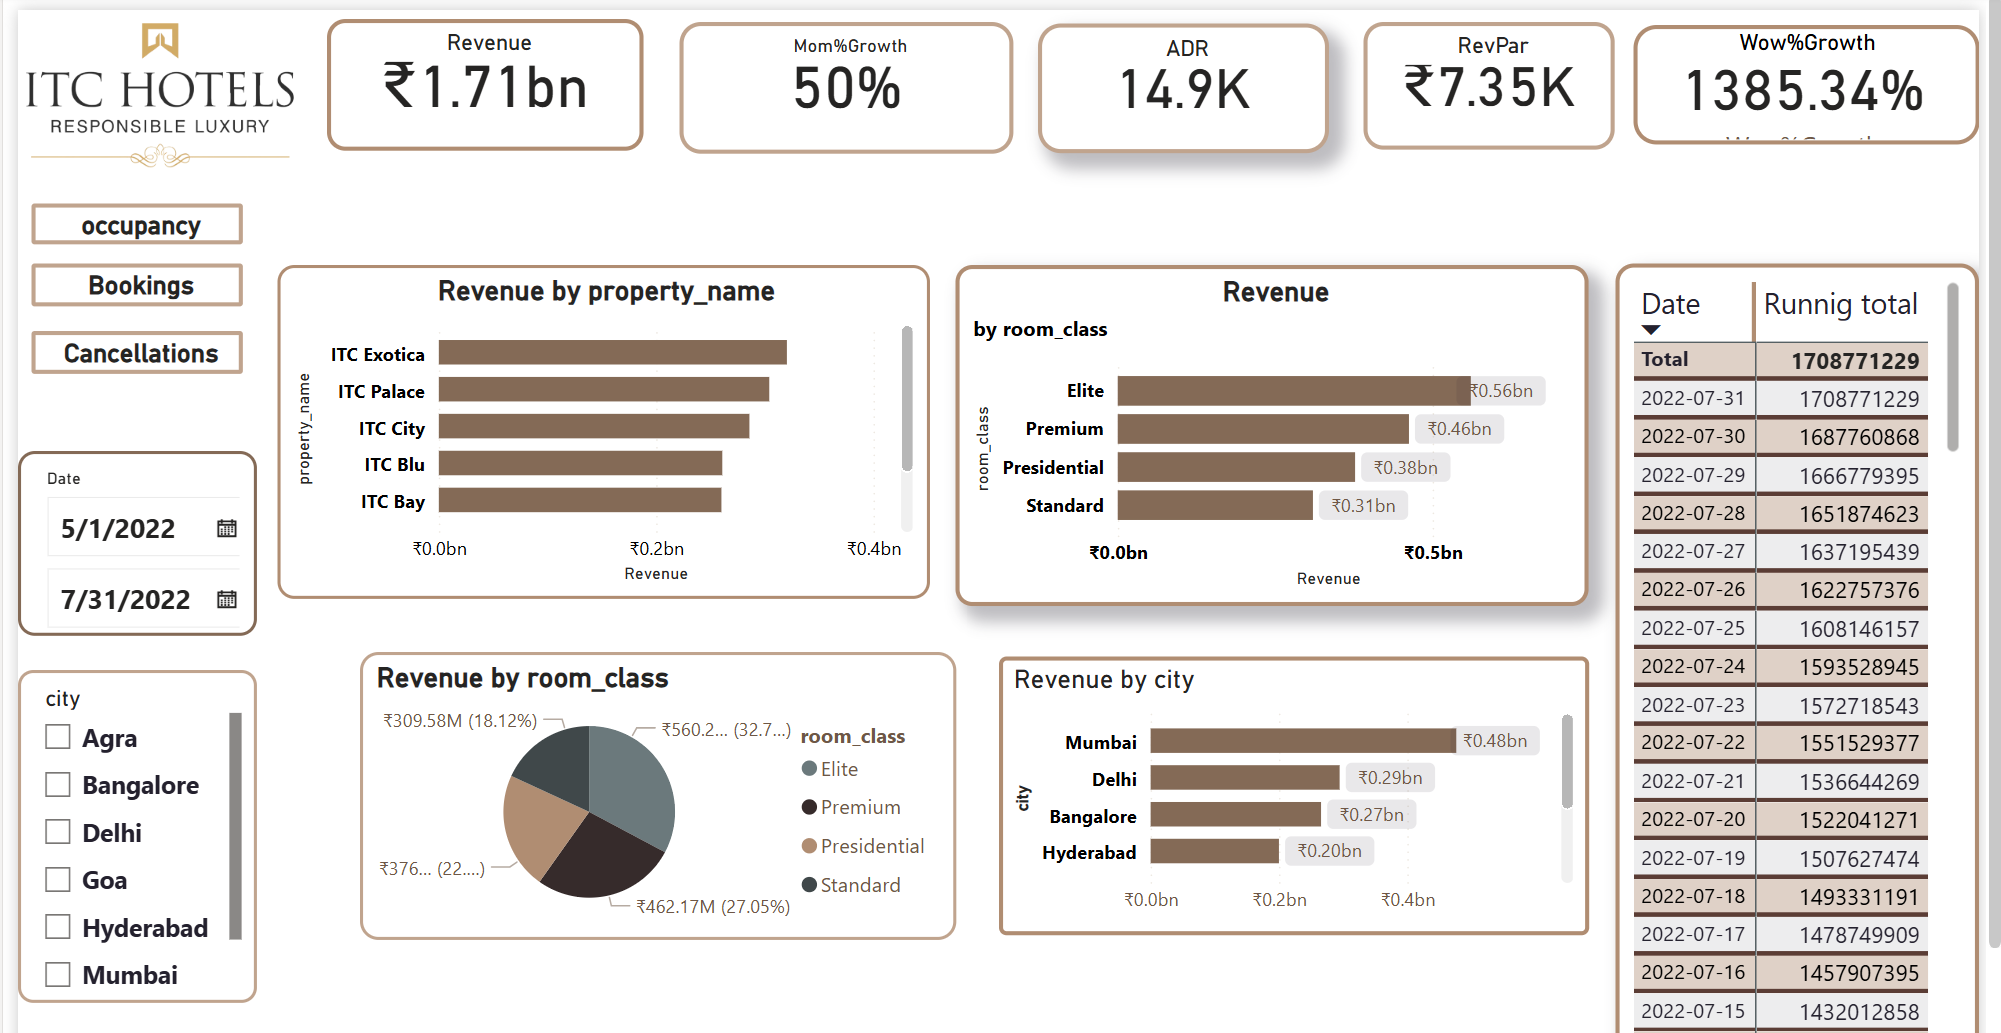 ITC HOTELS
RESPONSIBLE LUXURY
Revenue
₹1.71bn
Mom%Growth
50%
ADR
14.9K
RevPar
₹7.35K
Wow%Growth
1385.34%
occupancy
Bookings
Cancellations
Date
5/1/2022
7/31/2022
city
Agra
Bangalore
Delhi
Goa
Hyderabad
Mumbai
Revenue by property_name
property_name
ITC Exotica
ITC Palace
ITC City
ITC Blu
ITC Bay
₹0.0bn ₹0.2bn ₹0.4bn
Revenue
Revenue
by room_class
room_class
Elite ₹0.56bn
Premium ₹0.46bn
Presidential ₹0.38bn
Standard ₹0.31bn
₹0.0bn ₹0.5bn
Revenue
Revenue by room_class
₹309.58M (18.12%)
₹560.2... (32.7...)
₹376... (22....)
₹462.17M (27.05%)
room_class
Elite
Premium
Presidential
Standard
Revenue by city
city
Mumbai ₹0.48bn
Delhi ₹0.29bn
Bangalore ₹0.27bn
Hyderabad ₹0.20bn
₹0.0bn ₹0.2bn ₹0.4bn
Date Runnig total
Total 1708771229
2022-07-31 1708771229
2022-07-30 1687760868
2022-07-29 1666779395
2022-07-28 1651874623
2022-07-27 1637195439
2022-07-26 1622757376
2022-07-25 1608146157
2022-07-24 1593528945
2022-07-23 1572718543
2022-07-22 1551529377
2022-07-21 1536644269
2022-07-20 1522041271
2022-07-19 1507627474
2022-07-18 1493331191
2022-07-17 1478749909
2022-07-16 1457907395
2022-07-15 1432012858